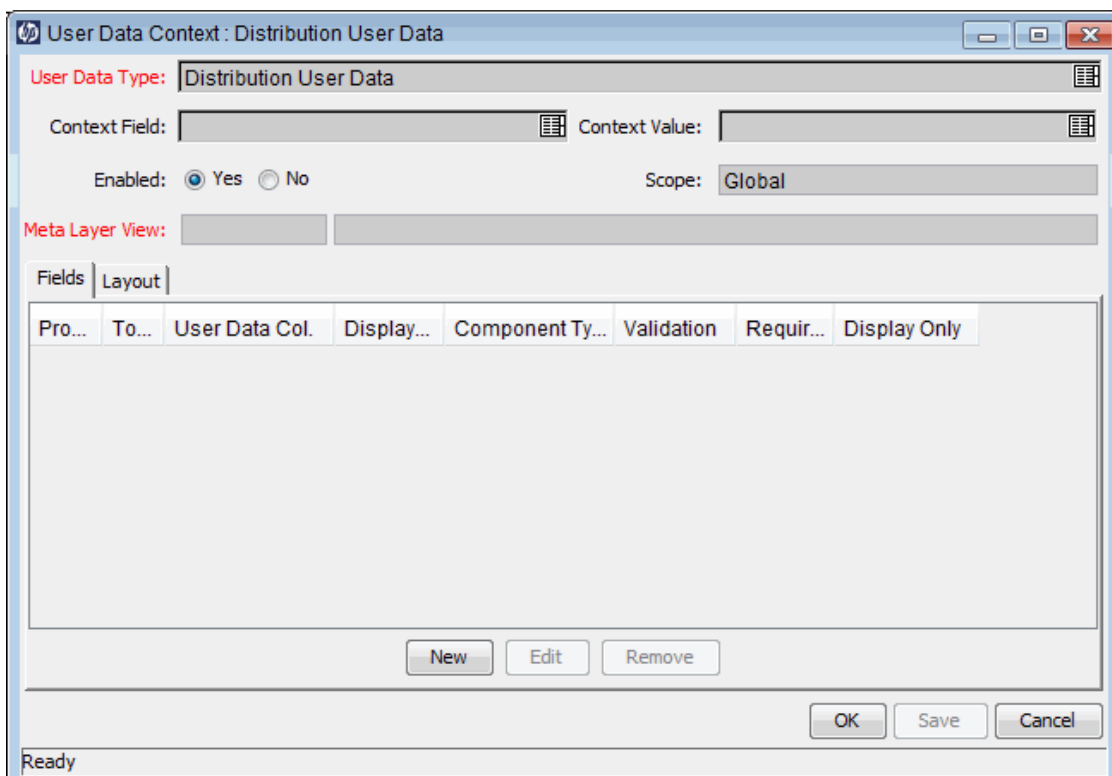 hp User Data Context : Distribution User Data
User Data Type: Distribution User Data
Context Field: Context Value:
Enabled: Yes No Scope: Global
Meta Layer View:
Fields Layout
Pro... To... User Data Col. Display... Component Ty... Validation Requir... Display Only
New Edit Remove
OK Save Cancel
Ready